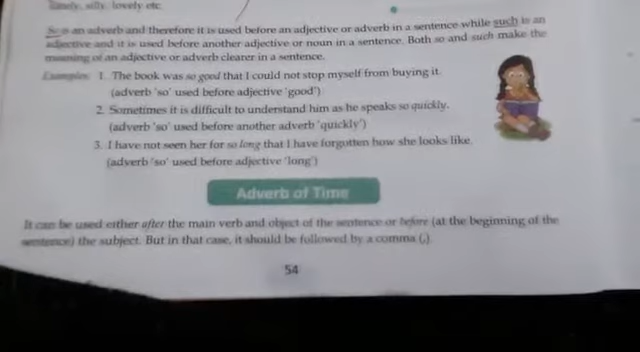 lonely, silly, lovely etc.
So is an adverb and therefore it is used before an adjective or adverb in a sentence while such is an
adjective and it is used before another adjective or noun in a sentence. Both so and such make the
meaning of an adjective or adverb clearer in a sentence.
Examples 1. The book was so good that I could not stop myself from buying it.
(adverb 'so' used before adjective 'good')
2. Sometimes it is difficult to understand him as he speaks so quickly.
(adverb 'so' used before another adverb 'quickly')
3. I have not seen her for so long that I have forgotten how she looks like.
(adverb 'so' used before adjective 'long')
Adverb of Time
It can be used either after the main verb and object of the sentence or before (at the beginning of the
sentence) the subject. But in that case, it should be followed by a comma (,).
54